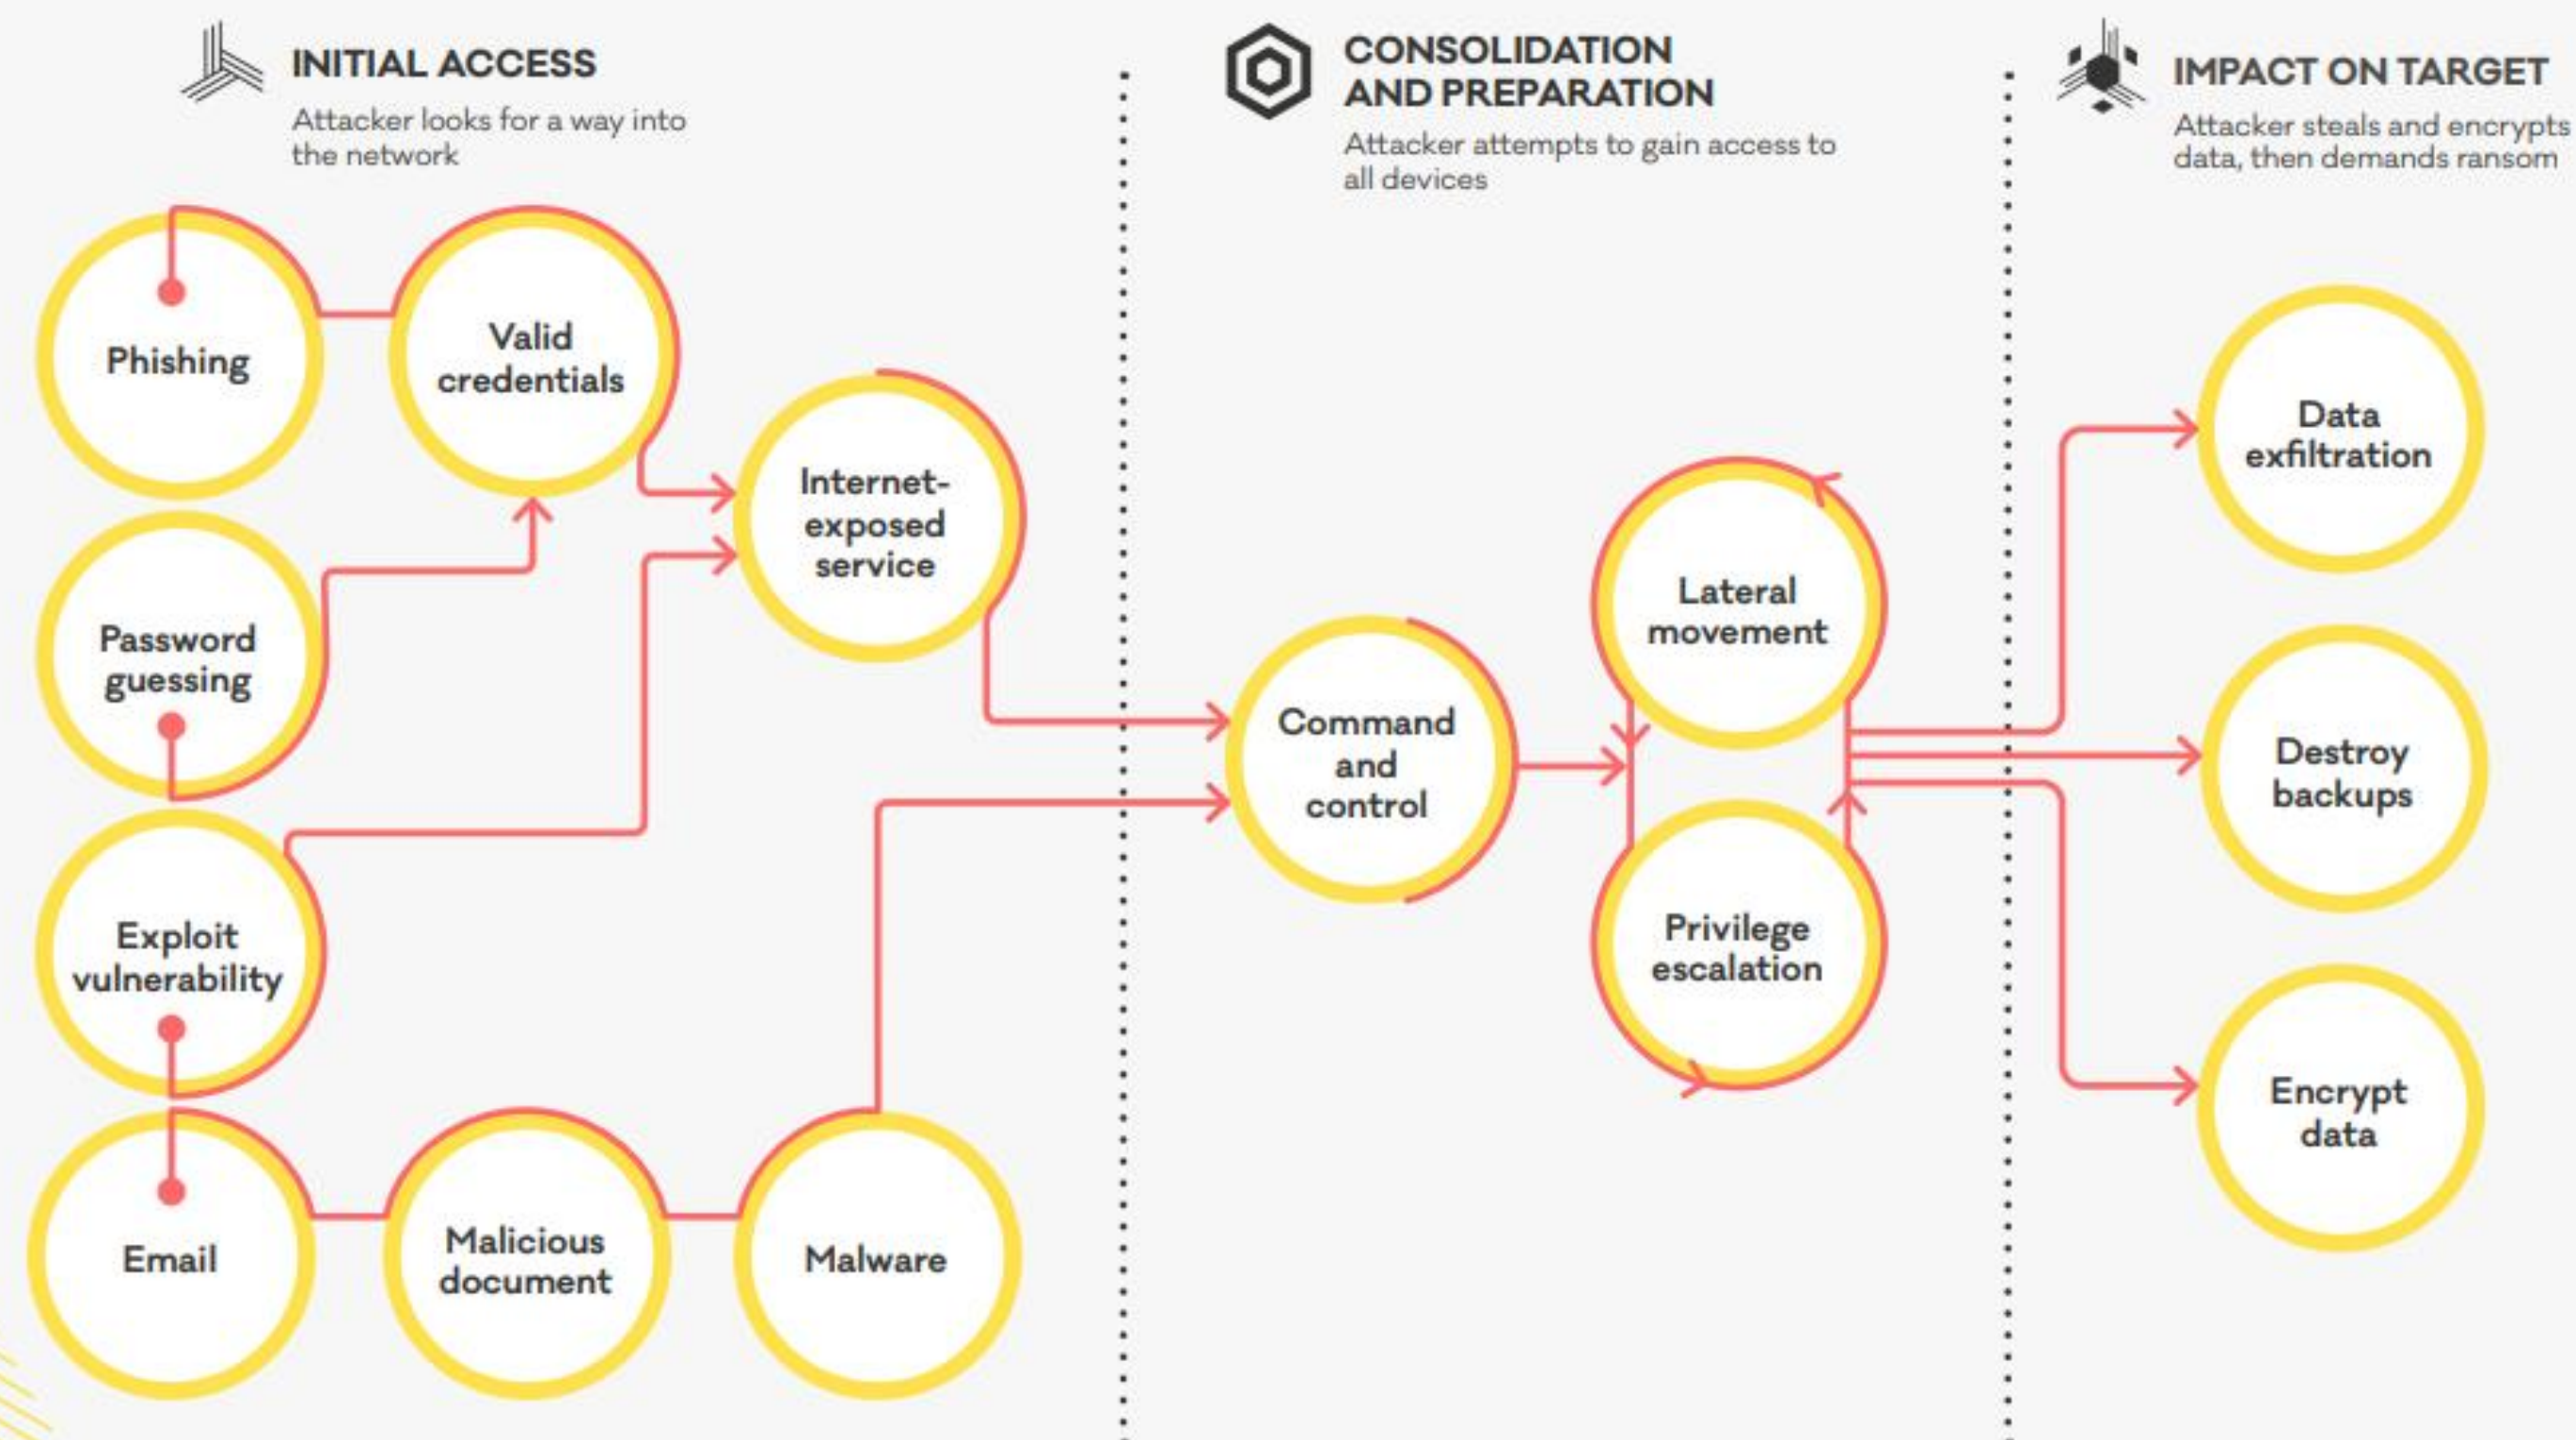 INITIAL ACCESS
Attacker looks for a way into
the network
CONSOLIDATION
AND PREPARATION
Attacker attempts to gain access to
all devices
IMPACT ON TARGET
Attacker steals and encrypts
data, then demands ransom
Phishing
Valid
credentials
Internet-
exposed
service
Password
guessing
Exploit
vulnerability
Email
Malicious
document
Malware
Command
and
control
Lateral
movement
Privilege
escalation
Data
exfiltration
Destroy
backups
Encrypt
data